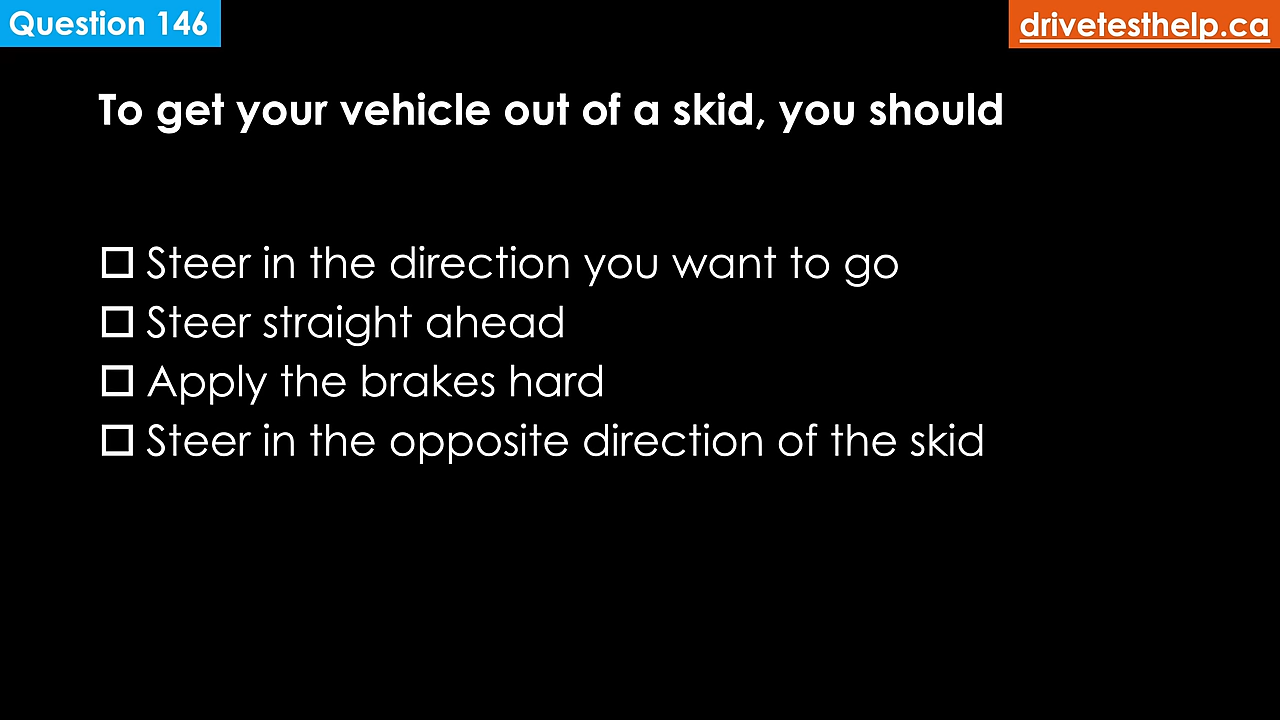 Question 146
drivetesthelp.ca
To get your vehicle out of a skid, you should
Steer in the direction you want to go
Steer straight ahead
Apply the brakes hard
Steer in the opposite direction of the skid